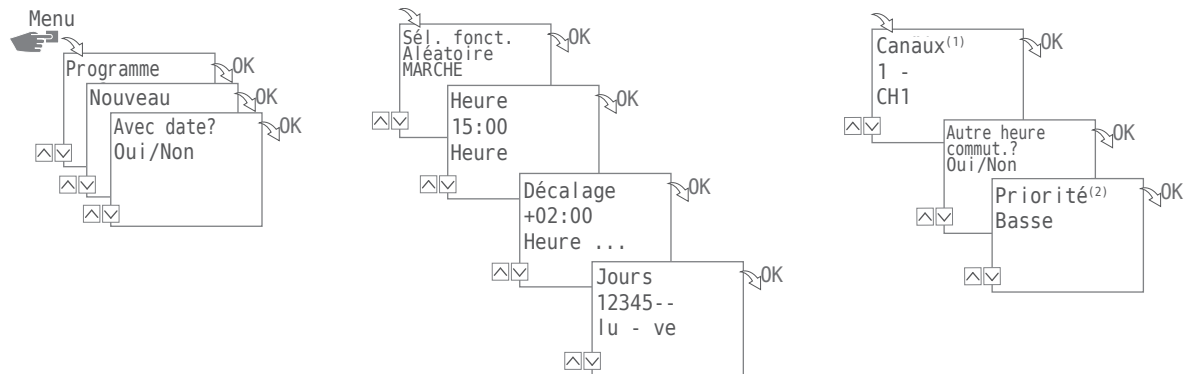 Menu
Programme
OK
Nouveau
OK
Avec date?
Oui/Non
OK
Sél. fonct.
Aléatoire
MARCHE
OK
Heure
15:00
Heure
OK
Décalage
+02:00
Heure ...
OK
Jours
12345--
lu - ve
OK
Canaux(1)
1 -
CH1
OK
Autre heure
commut.?
Oui/Non
OK
Priorité(2)
Basse
OK